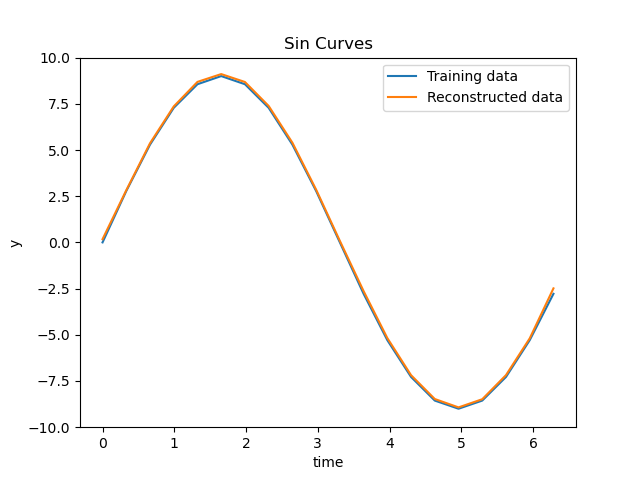 Sin Curves
Training data
Reconstructed data
10.0
7.5
5.0
2.5
0.0
−2.5
−5.0
−7.5
−10.0
y
0 1 2 3 4 5 6
time